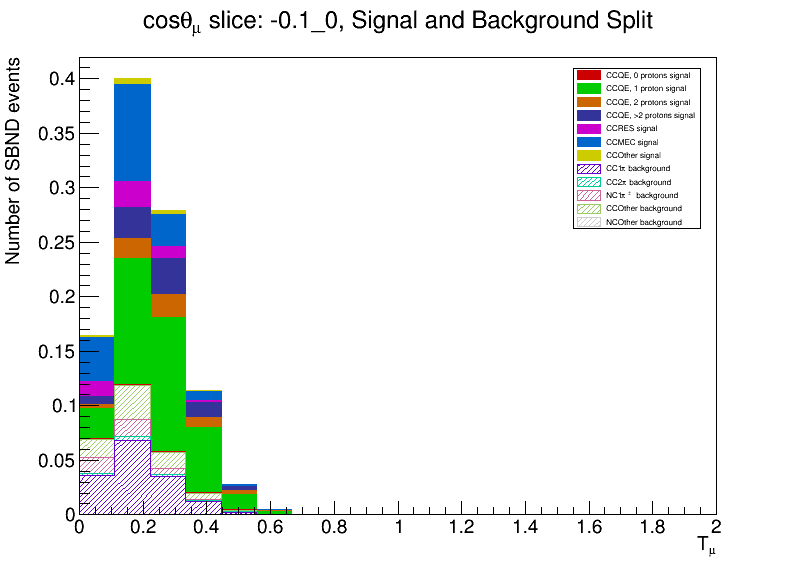 cosθμ slice: -0.1_0, Signal and Background Split
Number of SBND events
0.4
0.35
0.3
0.25
0.2
0.15
0.1
0.05
0
CCQE, 0 protons signal
CCQE, 1 proton signal
CCQE, 2 protons signal
CCQE, >2 protons signal
CCRES signal
CCMEC signal
CCOther signal
CC1π background
CC2π background
NC1π ± background
CCOther background
NCOther background
0 0.2 0.4 0.6 0.8 1 1.2 1.4 1.6 1.8 2
Tμ